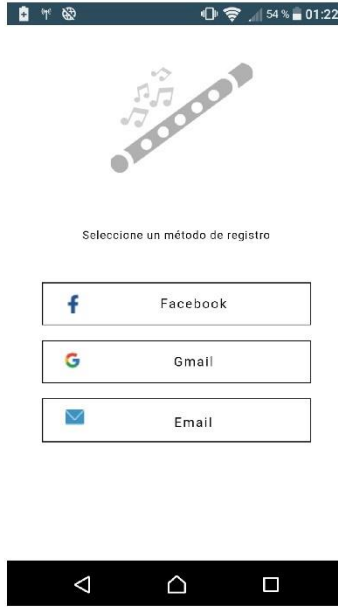 54 % 01:22
Seleccione un método de registro
Facebook
Gmail
Email